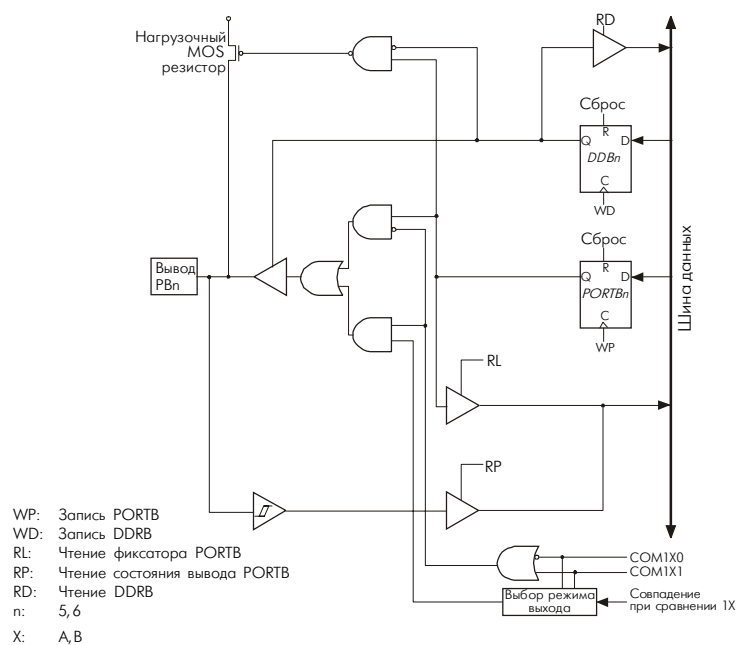 RD
Нагрузочный
MOS
резистор
Сброс
R
Q
D
DDBn
C
WD
Сброс
R
Q
D
PORTBn
C
WP
Шина данных
Вывод
PBn
RL
RP
WP: Запись PORTB
WD: Запись DDRB
RL: Чтение фиксатора PORTB
RP: Чтение состояния вывода PORTB
RD: Чтение DDRB
n: 5,6
X: A,B
COM1X0
COM1X1
Выбор режима
выхода
Совпадение
при сравнении 1X